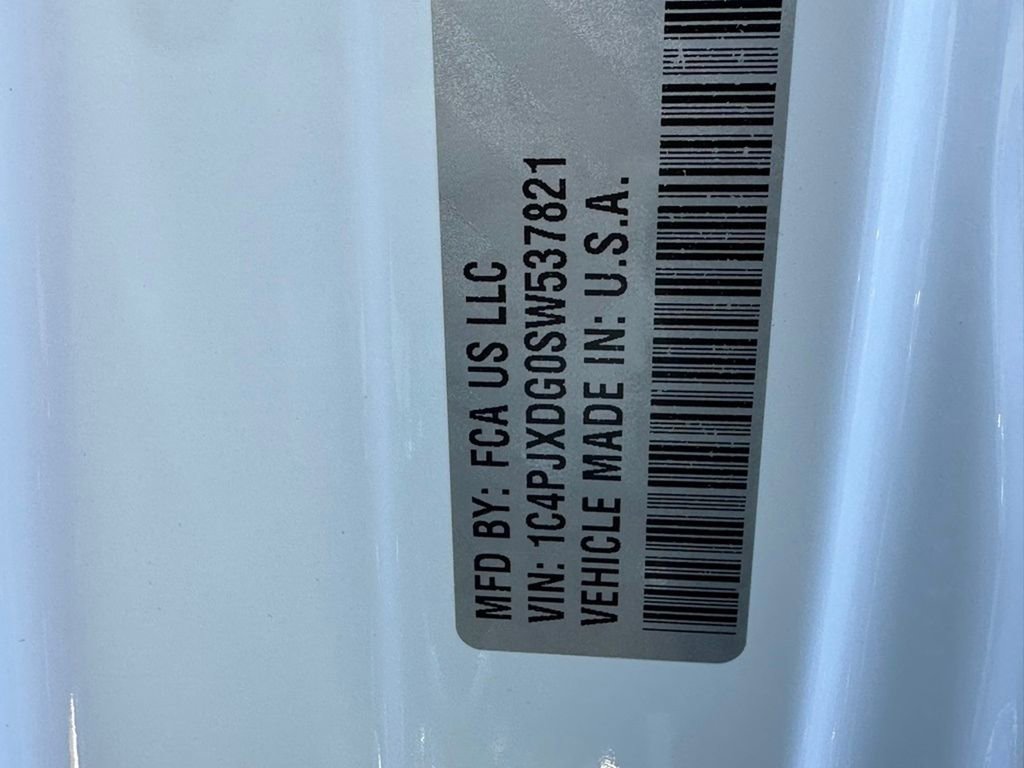 MFD BY: FCA US LLC
VIN: 1C4PJXDG0SW537821
VEHICLE MADE IN: U.S.A.